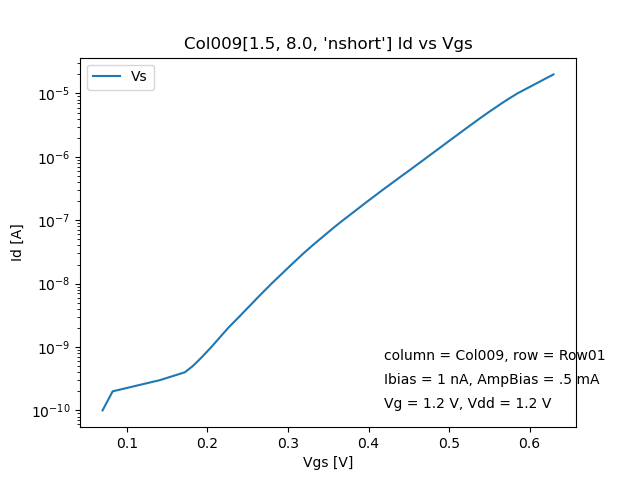 Col009[1.5, 8.0, 'nshort'] Id vs Vgs
Vs
10⁻⁵
10⁻⁶
10⁻⁷
10⁻⁸
10⁻⁹
10⁻¹⁰
Id [A]
column = Col009, row = Row01
Ibias = 1 nA, AmpBias = .5 mA
Vg = 1.2 V, Vdd = 1.2 V
0.1 0.2 0.3 0.4 0.5 0.6
Vgs [V]